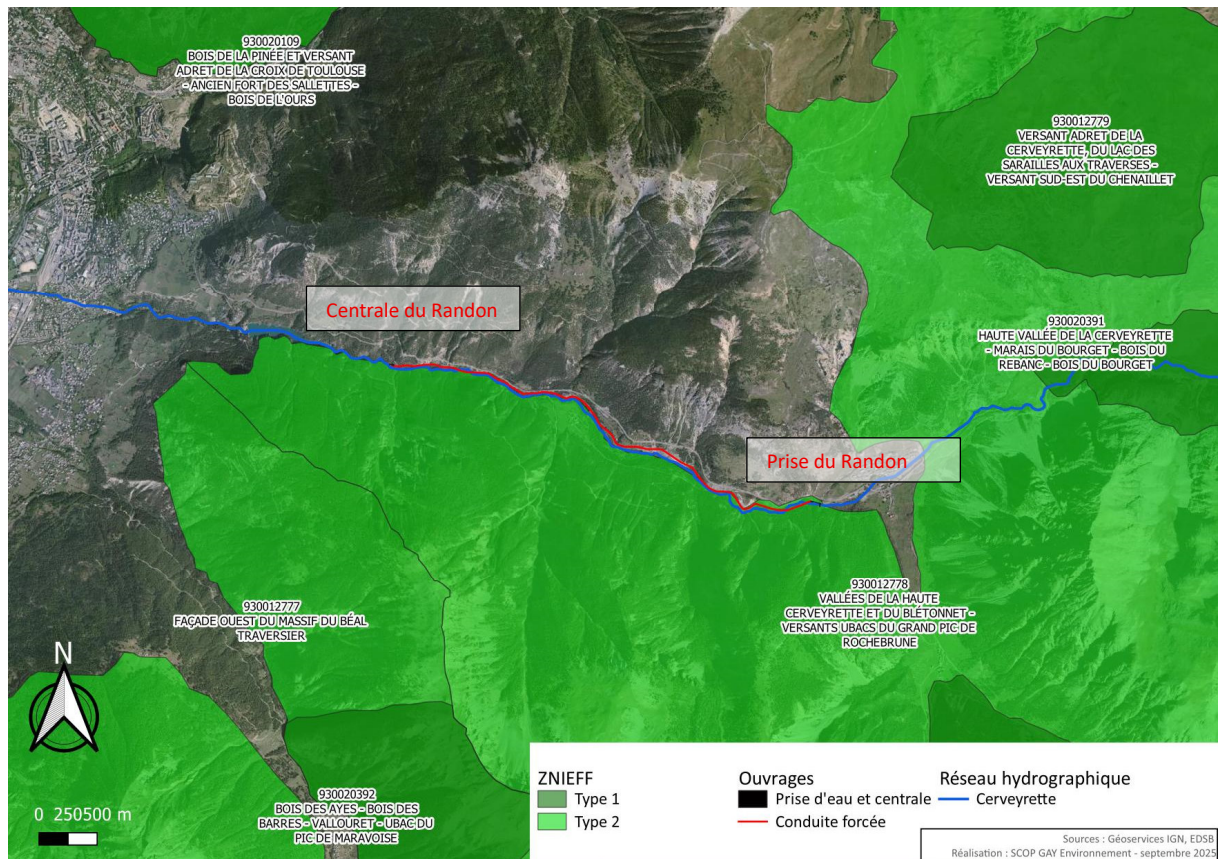 930020109
BOIS DE LA PINÉE ET VERSANT
ADRET DE LA CROIX DE TOULOUSE
- ANCIEN FORT DES SALLETTES -
BOIS DE L'OURS
930012779
VERSANT ADRET DE LA
CERVEYRETTE, DU LAC DES
SARAILLES AUX TRAVERSES -
VERSANT SUD-EST DU CHENAILLET
Centrale du Randon
930020391
HAUTE VALLÉE DE LA CERVEYRETTE
- MARAIS DU BOURGET - BOIS DU
REBANC - BOIS DU BOURGET
Prise du Randon
930012778
VALLÉES DE LA HAUTE
CERVEYRETTE ET DU BLÉTONNET -
VERSANTS UBACS DU GRAND PIC DE
ROCHEBRUNE
930012777
FAÇADE OUEST DU MASSIF DU BÉAL
TRAVERSIER
N
930020392
BOIS DES AYES - BOIS DES
BARRES - VALLOURET - UBAC DU
PIC DE MARAVOISE
0 250500 m
ZNIEFF
Type 1
Type 2
Ouvrages
Prise d'eau et centrale
Conduite forcée
Réseau hydrographique
Cerveyrette
Sources : Géoservices IGN, EDSB
Réalisation : SCOP GAY Environnement - septembre 2025